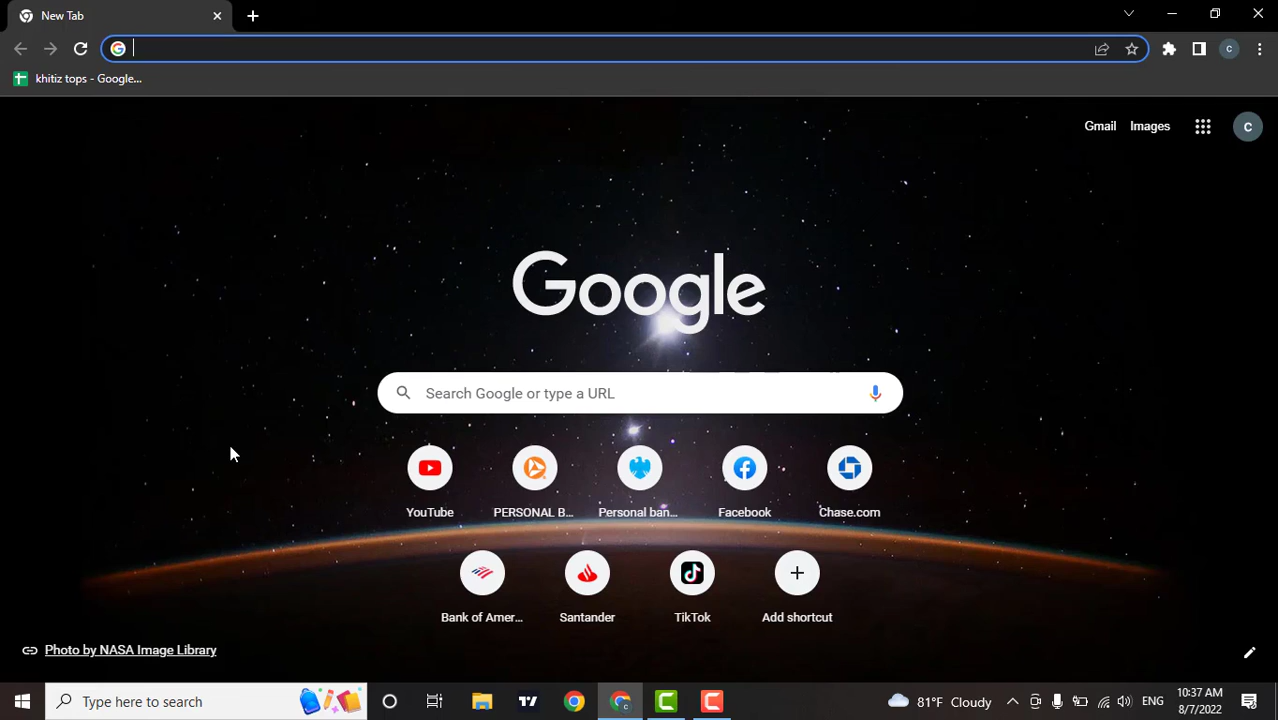 New Tab
khitiz tops - Google...
Gmail Images
C
C
Google
Search Google or type a URL
YouTube PERSONAL B... Personal ban... Facebook Chase.com
Bank of Amer... Santander TikTok Add shortcut
Photo by NASA Image Library
Type here to search
81°F Cloudy ENG 10:37 AM
8/7/2022